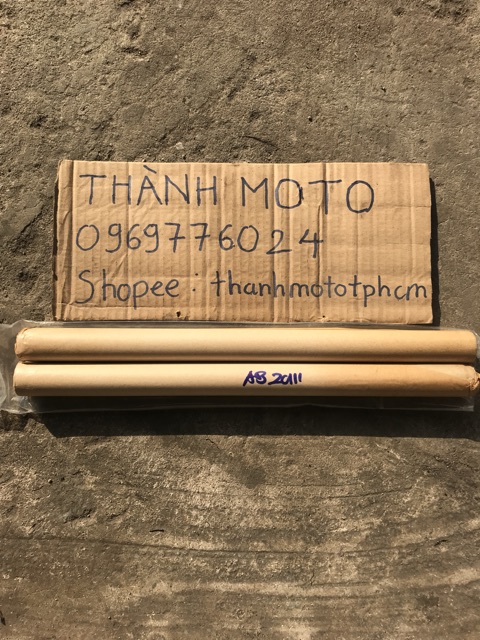 THÀNH MOTO
0969776024
Shopee : thanhmototphcm
AB 2011